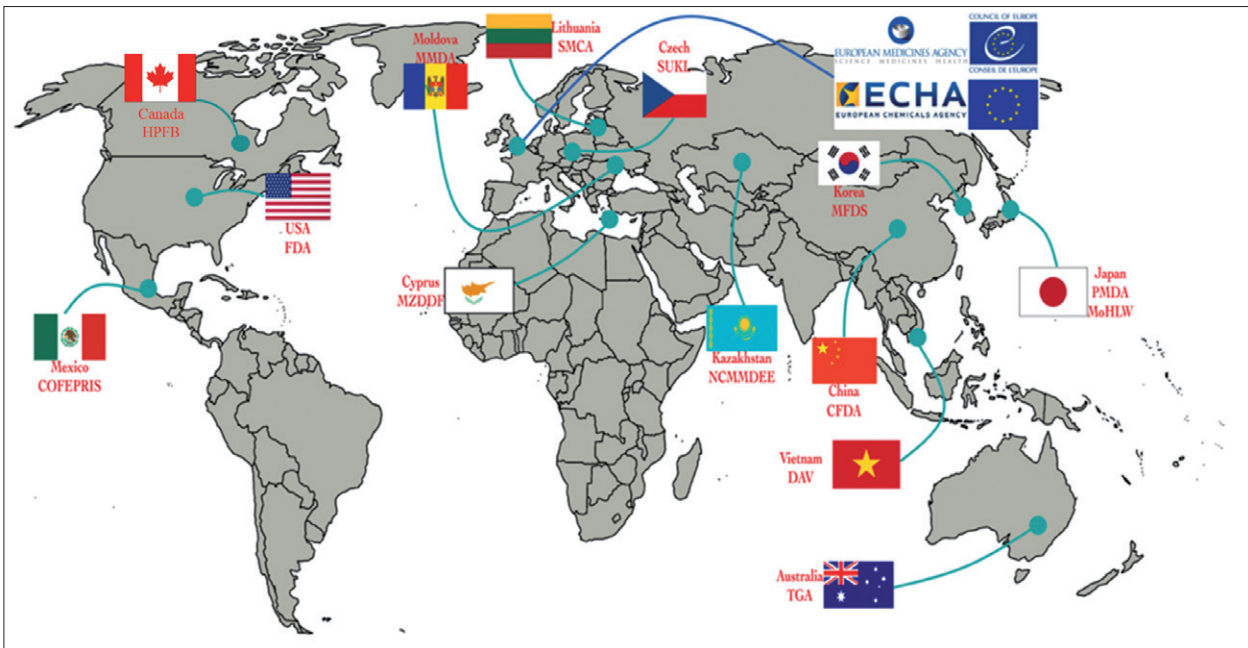 Lithuania
SMCA
Moldova
MMDA
Czech
SUKL
EUROPEAN MEDICINES AGENCY
SCIENCE MEDICINES HEALTH
COUNCIL OF EUROPE
CONSEIL DE L'EUROPE
ECHA
EUROPEAN CHEMICALS AGENCY
Canada
HPFB
USA
FDA
Korea
MFDS
Cyprus
MZDDF
Japan
PMDA
MoHLW
Mexico
COFEPRIS
Kazakhstan
NCMMDEE
China
CFDA
Vietnam
DAV
Australia
TGA